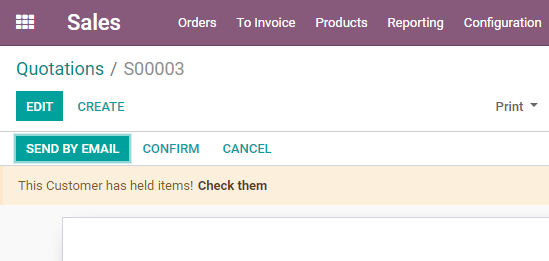 Sales Orders To Invoice Products Reporting Configuration
Quotations / S00003
EDIT CREATE Print
SEND BY EMAIL CONFIRM CANCEL
This Customer has held items! Check them